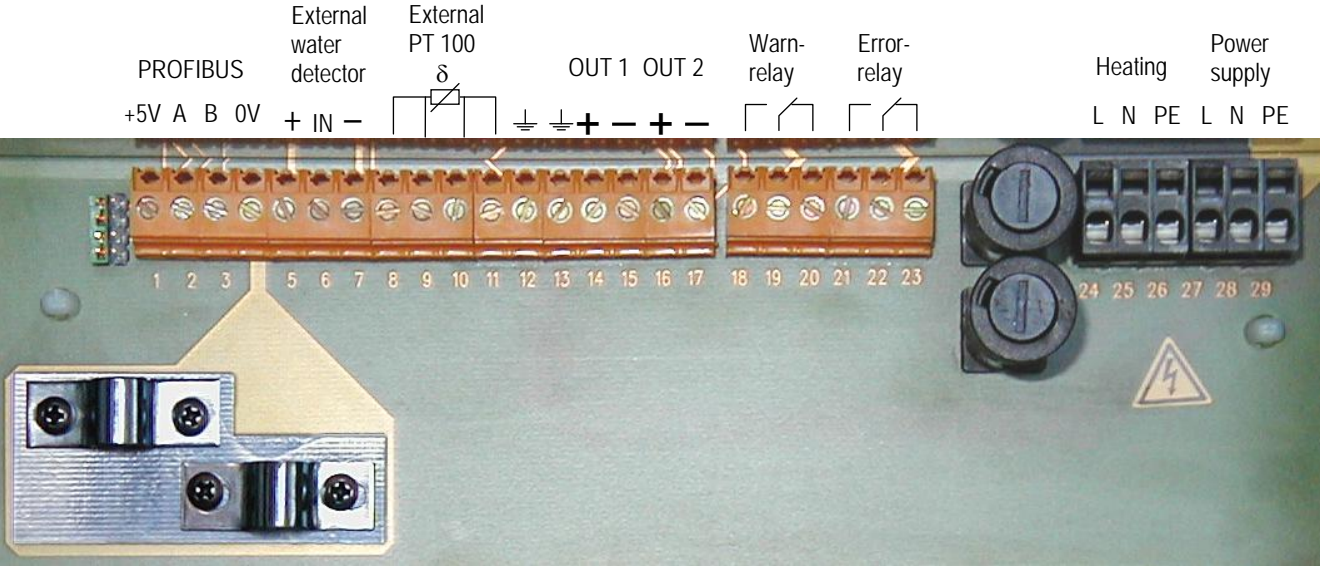 PROFIBUS
+5V A B 0V
External
water
detector
+ IN −
External
PT 100
δ
OUT 1 OUT 2
+ − + −
Warn-
relay
Error-
relay
Heating
L N PE
Power
supply
L N PE
1 2 3 5 6 7 8 9 10 11 12 13 14 15 16 17 18 19 20 21 22 23 24 25 26 27 28 29